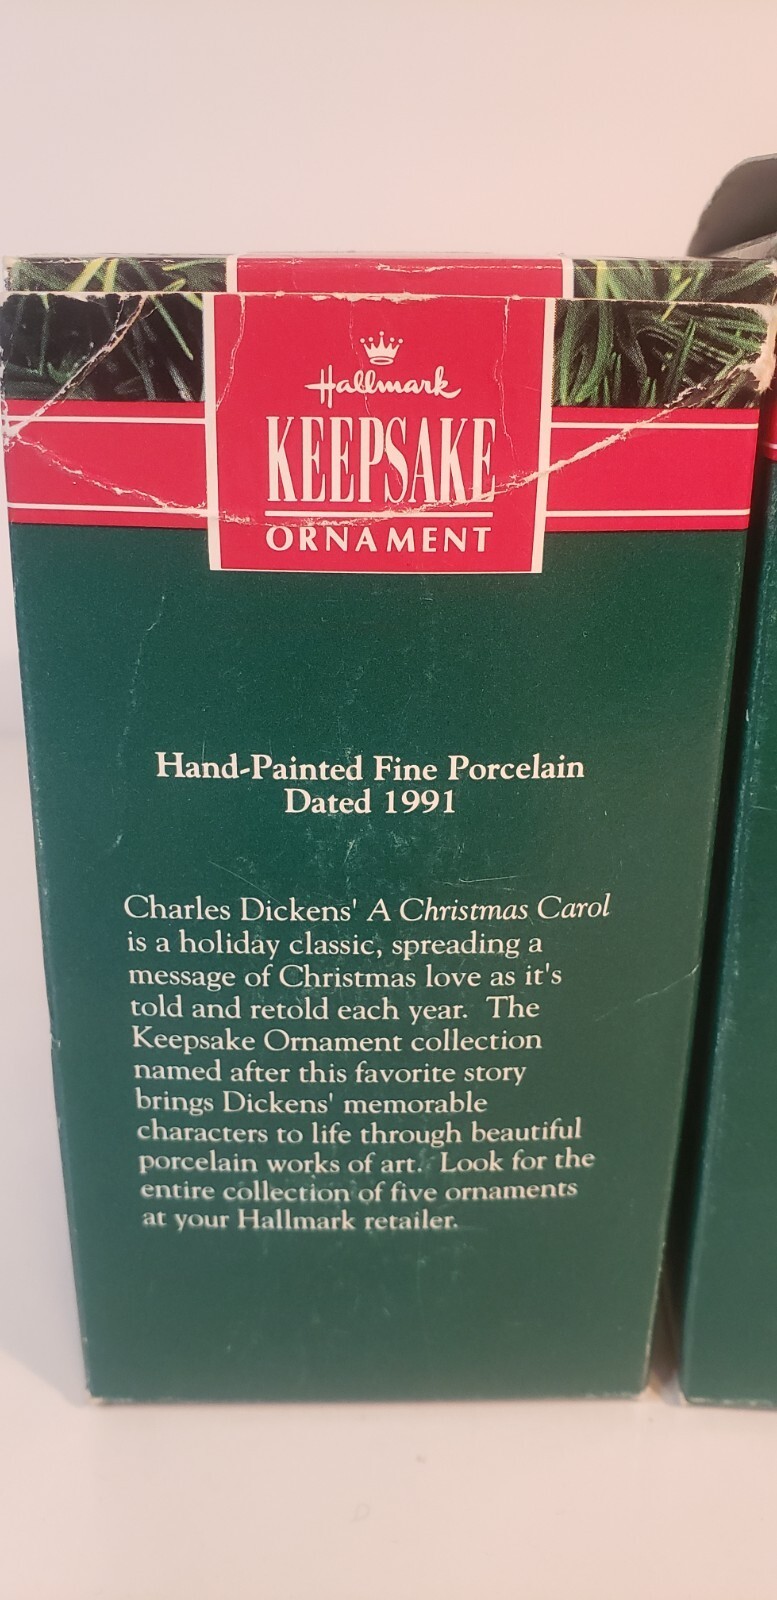 Hallmark
KEEPSAKE
ORNAMENT
Hand-Painted Fine Porcelain
Dated 1991
Charles Dickens' A Christmas Carol
is a holiday classic, spreading a
message of Christmas love as it's
told and retold each year. The
Keepsake Ornament collection
named after this favorite story
brings Dickens' memorable
characters to life through beautiful
porcelain works of art. Look for the
entire collection of five ornaments
at your Hallmark retailer.